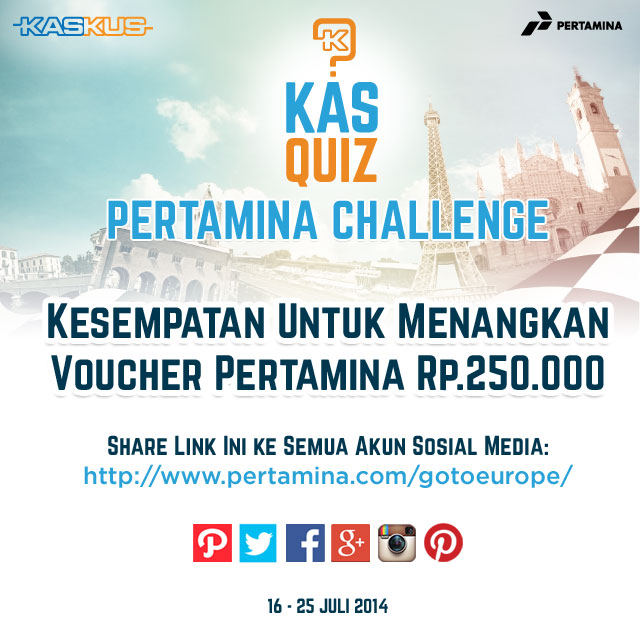 KASKUS
PERTAMINA
K
KAS
QUIZ
PERTAMINA CHALLENGE
KESEMPATAN UNTUK MENANGKAN
VOUCHER PERTAMINA RP.250.000
SHARE LINK INI KE SEMUA AKUN SOSIAL MEDIA:
http://www.pertamina.com/gotoeurope/
16 - 25 JULI 2014